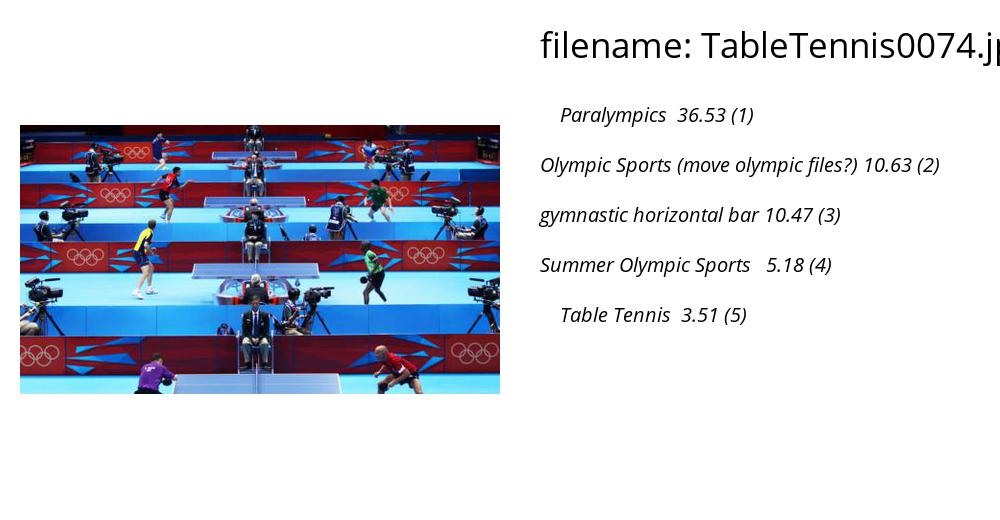 filename: TableTennis0074.jp
Paralympics 36.53 (1)
Olympic Sports (move olympic files?) 10.63 (2)
gymnastic horizontal bar 10.47 (3)
Summer Olympic Sports 5.18 (4)
Table Tennis 3.51 (5)